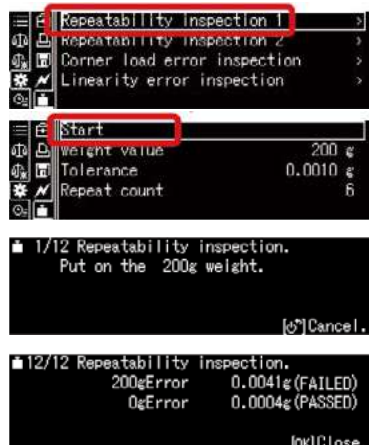 Repeatability inspection 1 >
Repeatability inspection 2 >
Corner load error inspection >
Linearity error inspection >
Start
Weight value 200 g
Tolerance 0.0010 g
Repeat count 6
1/12 Repeatability inspection.
Put on the 200g weight.
[⏻]Cancel.
12/12 Repeatability inspection.
200gError 0.0041g(FAILED)
0gError 0.0004g(PASSED)
[OK]Close